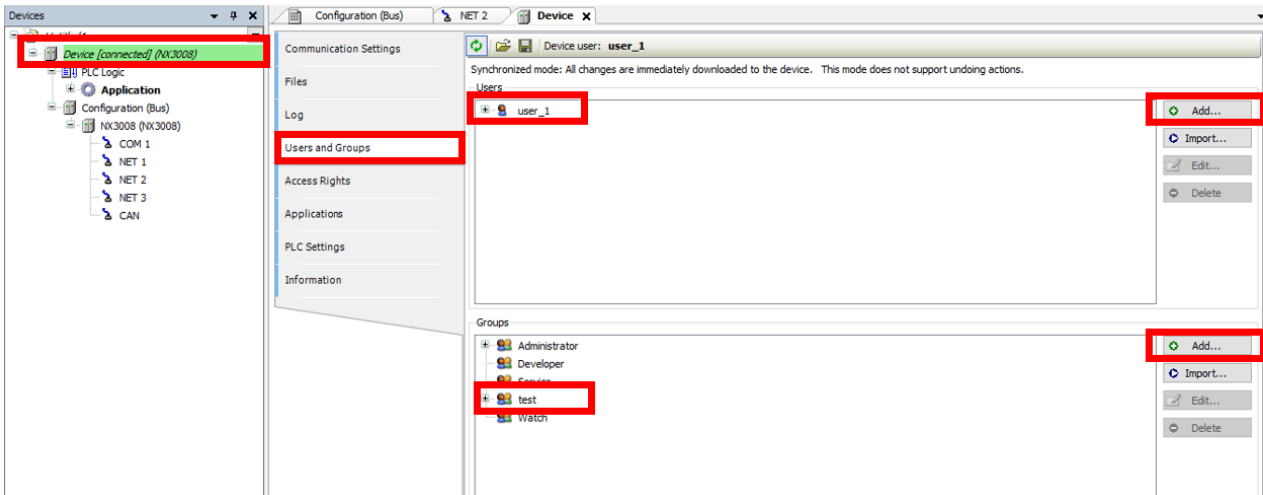 Devices
Device [connected] (NX3008)
PLC Logic
Application
Configuration (Bus)
NX3008 (NX3008)
COM 1
NET 1
NET 2
NET 3
CAN
Configuration (Bus) NET 2 Device
Communication Settings
Files
Log
Users and Groups
Access Rights
Applications
PLC Settings
Information
Device user: user_1
Synchronized mode: All changes are immediately downloaded to the device. This mode does not support undoing actions.
Users
user_1
Add...
Import...
Edit...
Delete
Groups
Administrator
Developer
Service
test
Watch
Add...
Import...
Edit...
Delete